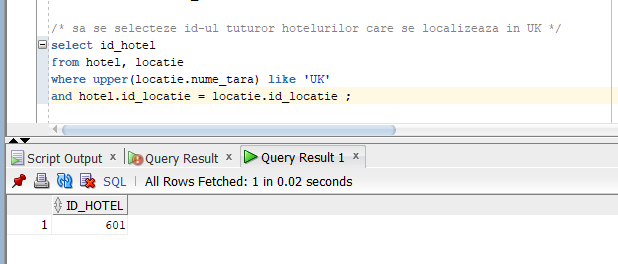 /* sa se selecteze id-ul tuturor hotelurilor care se localizeaza in UK */
select id_hotel
from hotel, locatie
where upper(locatie.nume_tara) like 'UK'
and hotel.id_locatie = locatie.id_locatie ;
Script Output x Query Result x Query Result 1 x
SQL | All Rows Fetched: 1 in 0.02 seconds
ID_HOTEL
1 601